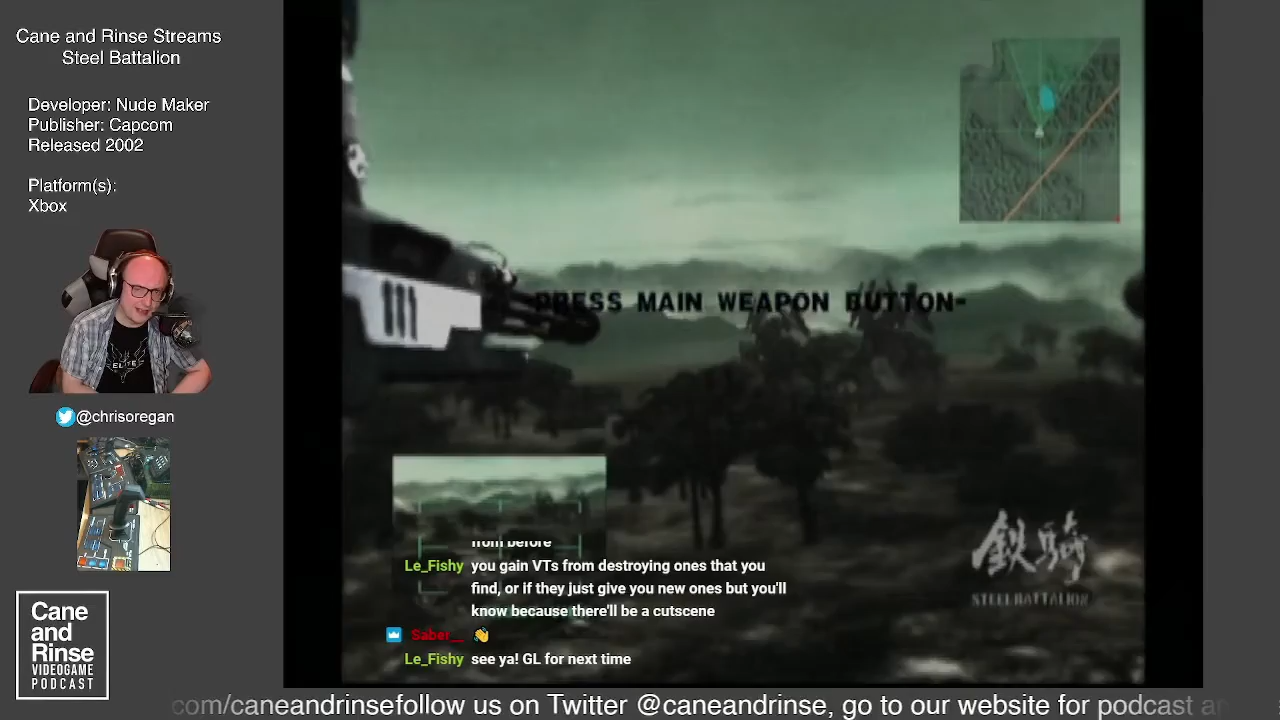 Cane and Rinse Streams
Steel Battalion
Developer: Nude Maker
Publisher: Capcom
Released 2002
Platform(s):
Xbox
@chrisoregan
Cane
and
Rinse
VIDEOGAME
PODCAST
ELITE
-PRESS MAIN WEAPON BUTTON-
from before
Le_Fishy you gain VTs from destroying ones that you
find, or if they just give you new ones but you'll
know because there'll be a cutscene
Saber__
Le_Fishy see ya! GL for next time
鉄騎
STEEL BATTALION
com/caneandrinsefollow us on Twitter @caneandrinse, go to our website for podcast ar